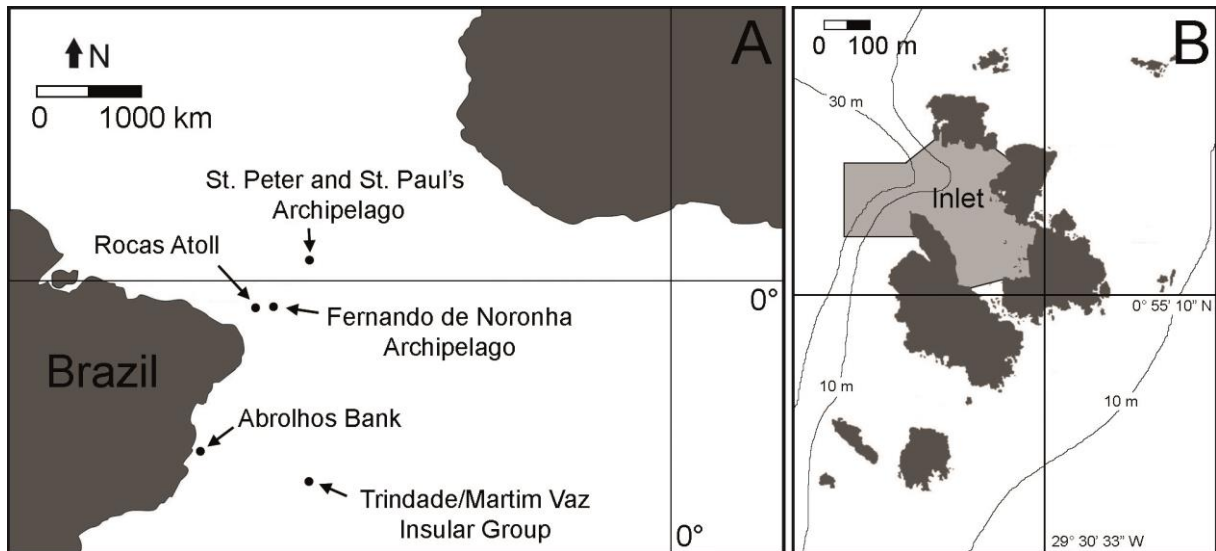 A
N
0 1000 km
St. Peter and St. Paul's
Archipelago
Rocas Atoll
0°
Fernando de Noronha
Archipelago
Brazil
Abrolhos Bank
Trindade/Martim Vaz
Insular Group
0°
B
0 100 m
30 m
Inlet
0° 55' 10" N
10 m
10 m
29° 30' 33" W